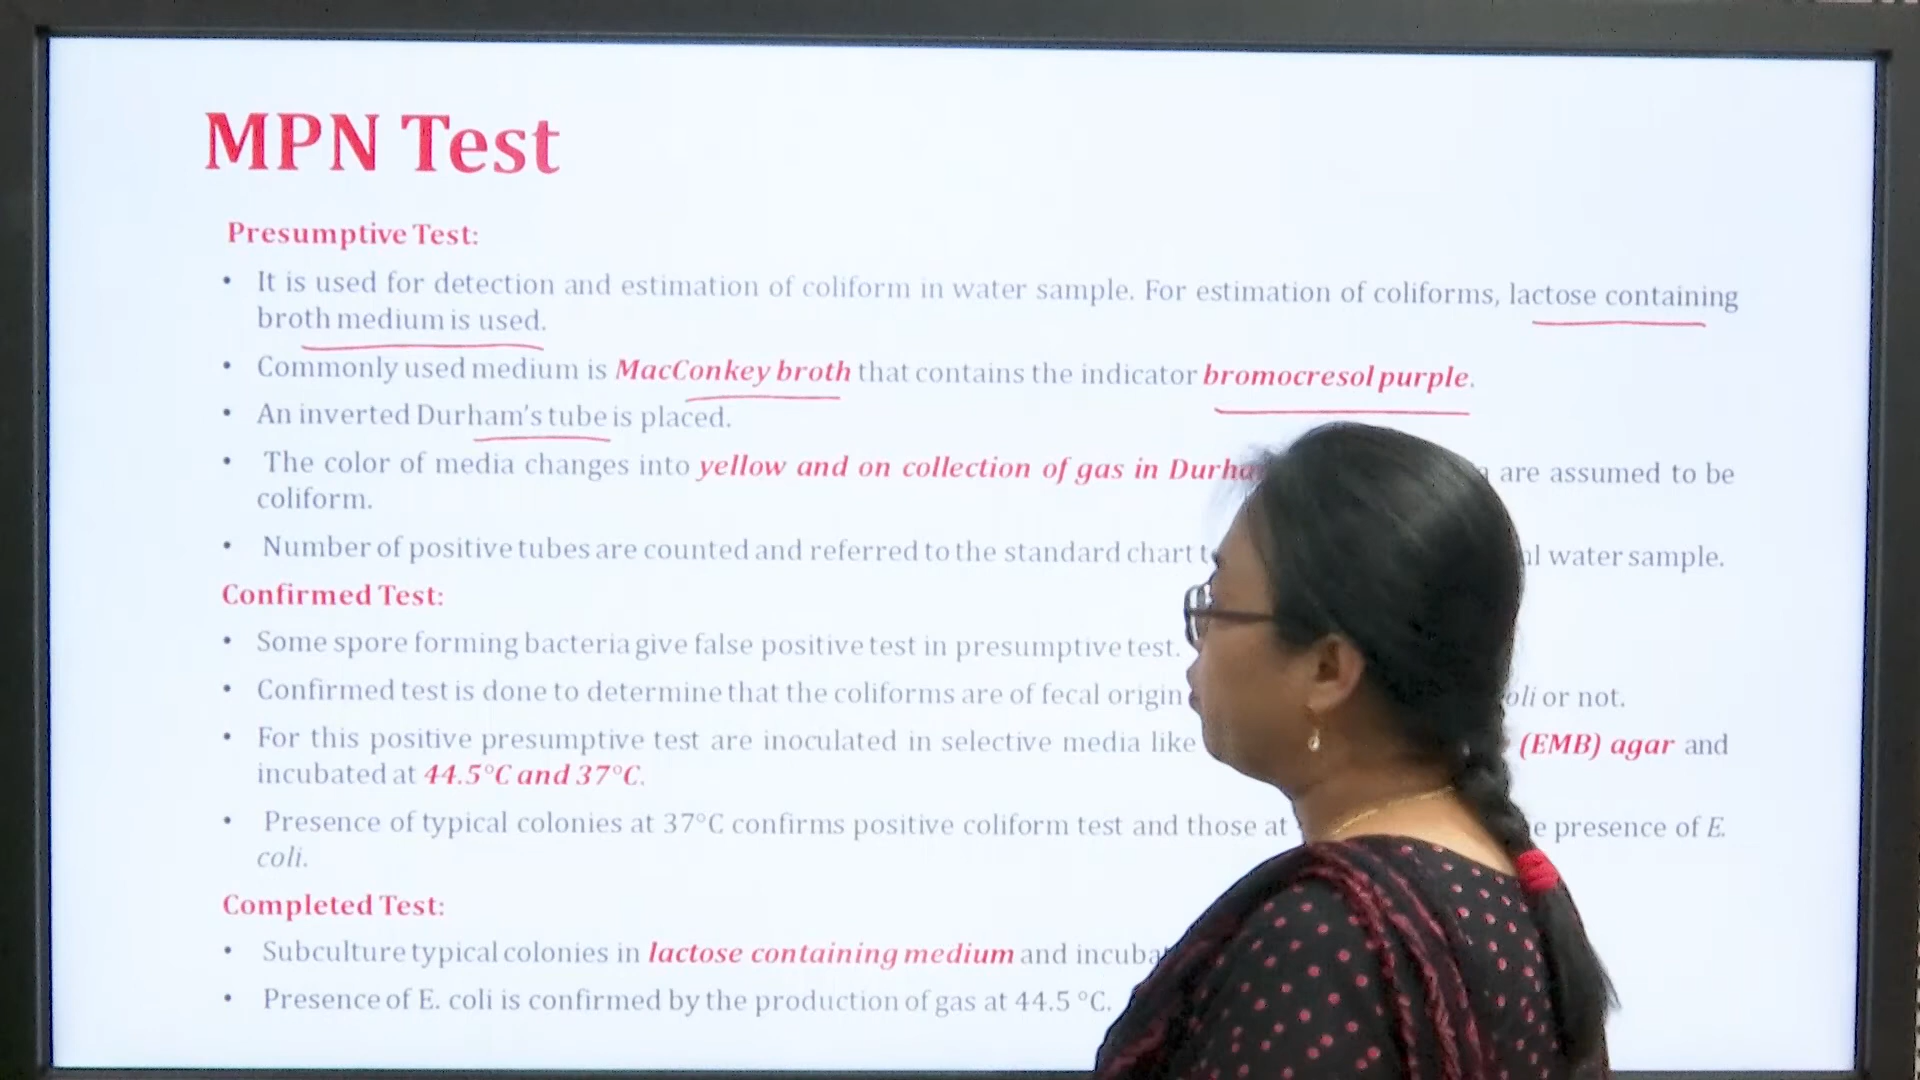 MPN Test
Presumptive Test:
• It is used for detection and estimation of coliform in water sample. For estimation of coliforms, lactose containing
broth medium is used.
• Commonly used medium is MacConkey broth that contains the indicator bromocresol purple.
• An inverted Durham's tube is placed.
• The color of media changes into yellow and on collection of gas in are assumed to be
coliform.
• Number of positive tubes are counted and referred to the standard chart water sample.
Confirmed Test:
• Some spore forming bacteria give false positive test in presumptive test.
• Confirmed test is done to determine that the coliforms are of fecal origin or not.
• For this positive presumptive test are inoculated in selective media like (EMB) agar and
incubated at 44.5°C and 37°C.
• Presence of typical colonies at 37°C confirms positive coliform test and those at presence of E.
coli.
Completed Test:
• Subculture typical colonies in lactose containing medium and
• Presence of E. coli is confirmed by the production of gas at 44.5 °C.